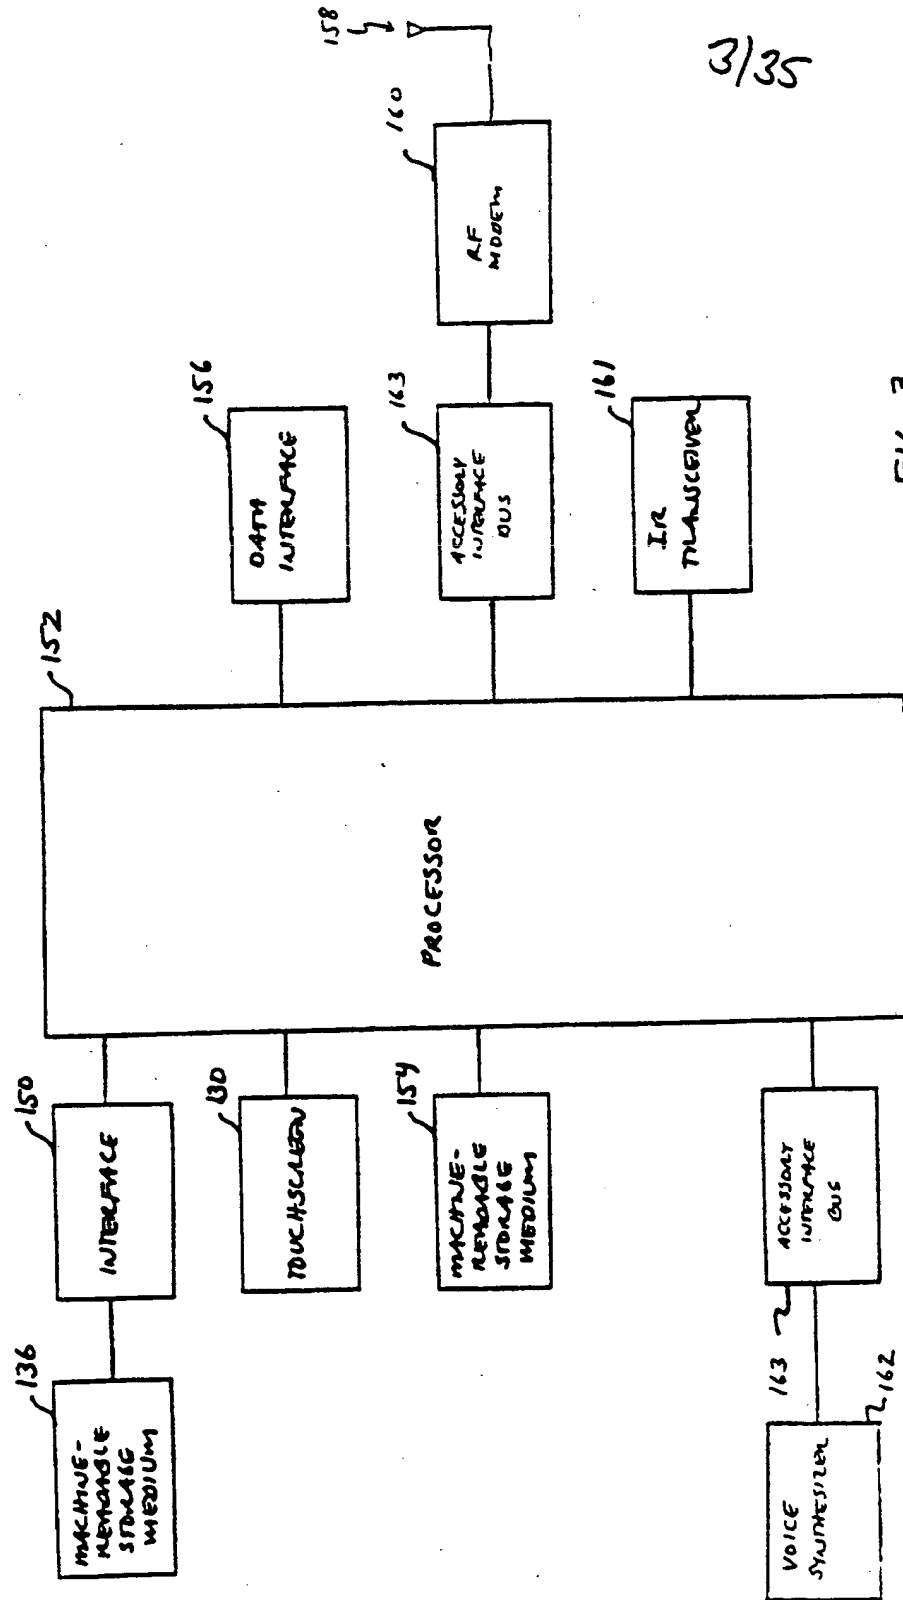 3/35
158
160
RF
MODEM
156
DATA
INTERFACE
163
ACCESSORY
INTERFACE
BUS
161
IR
TRANSCEIVER
152
PROCESSOR
150
INTERFACE
130
TOUCHSCREEN
154
MACHINE-
READABLE
STORAGE
MEDIUM
ACCESSORY
INTERFACE
BUS
163
136
MACHINE-
READABLE
STORAGE
MEDIUM
162
VOICE
SYNTHESIZER